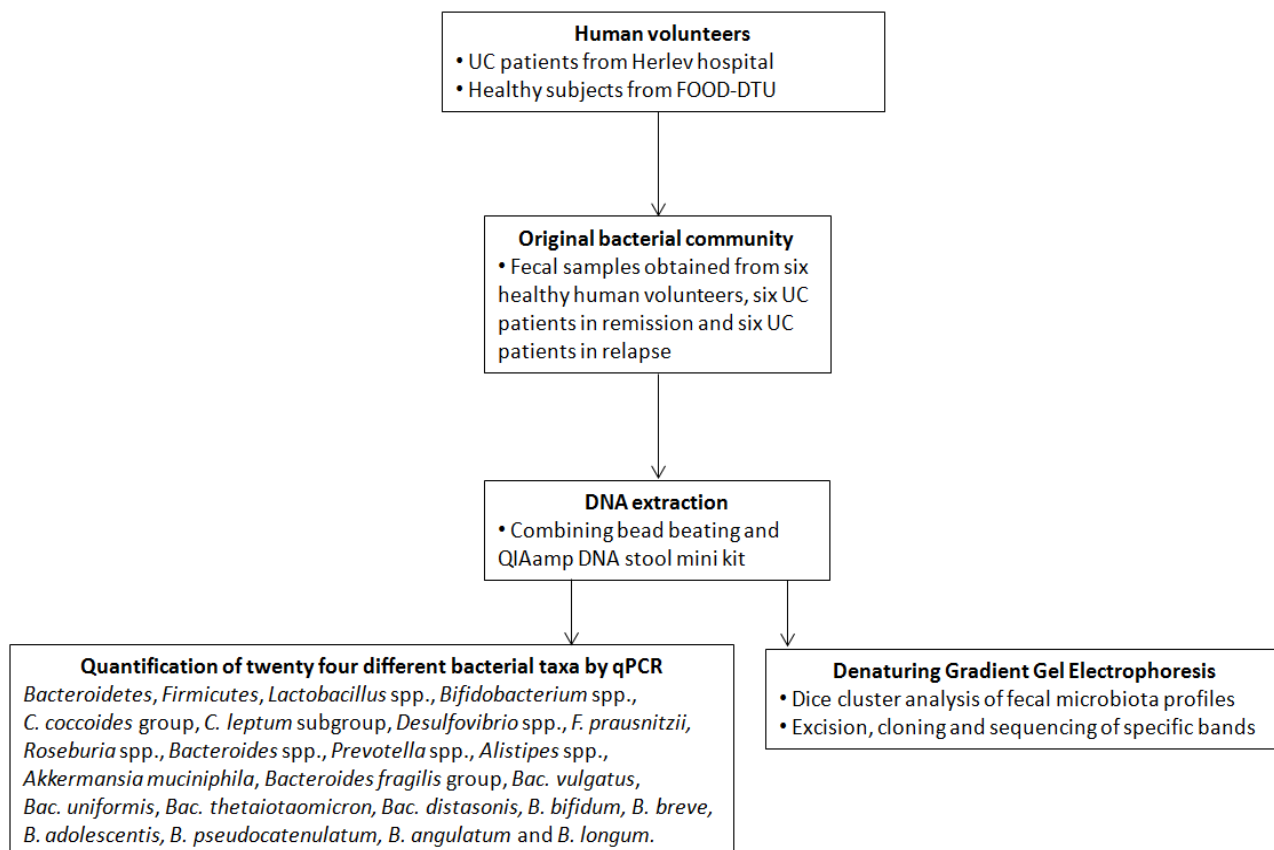 Human volunteers
• UC patients from Herlev hospital
• Healthy subjects from FOOD-DTU
Original bacterial community
• Fecal samples obtained from six
healthy human volunteers, six UC
patients in remission and six UC
patients in relapse
DNA extraction
• Combining bead beating and
QIAamp DNA stool mini kit
Quantification of twenty four different bacterial taxa by qPCR
Bacteroidetes, Firmicutes, Lactobacillus spp., Bifidobacterium spp.,
C. coccoides group, C. leptum subgroup, Desulfovibrio spp., F. prausnitzii,
Roseburia spp., Bacteroides spp., Prevotella spp., Alistipes spp.,
Akkermansia muciniphila, Bacteroides fragilis group, Bac. vulgatus,
Bac. uniformis, Bac. thetaiotaomicron, Bac. distasonis, B. bifidum, B. breve,
B. adolescentis, B. pseudocatenulatum, B. angulatum and B. longum.
Denaturing Gradient Gel Electrophoresis
• Dice cluster analysis of fecal microbiota profiles
• Excision, cloning and sequencing of specific bands